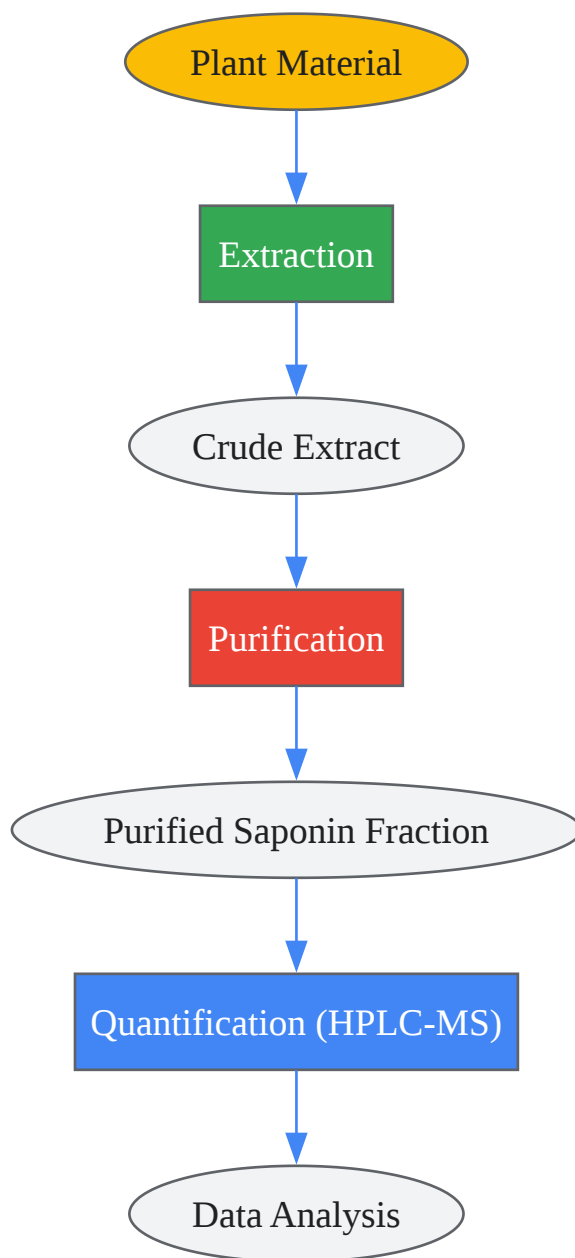 Plant Material
Extraction
Crude Extract
Purification
Purified Saponin Fraction
Quantification (HPLC-MS)
Data Analysis